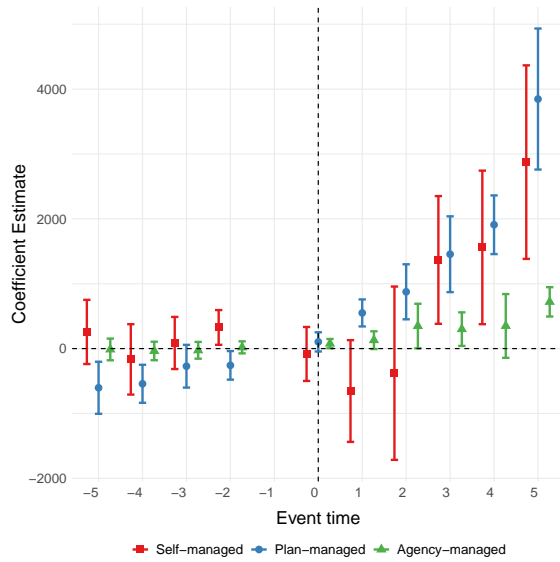 Coefficient Estimate
4000
2000
0
−2000
−5 −4 −3 −2 −1 0 1 2 3 4 5
Event time
Self−managed Plan−managed Agency−managed